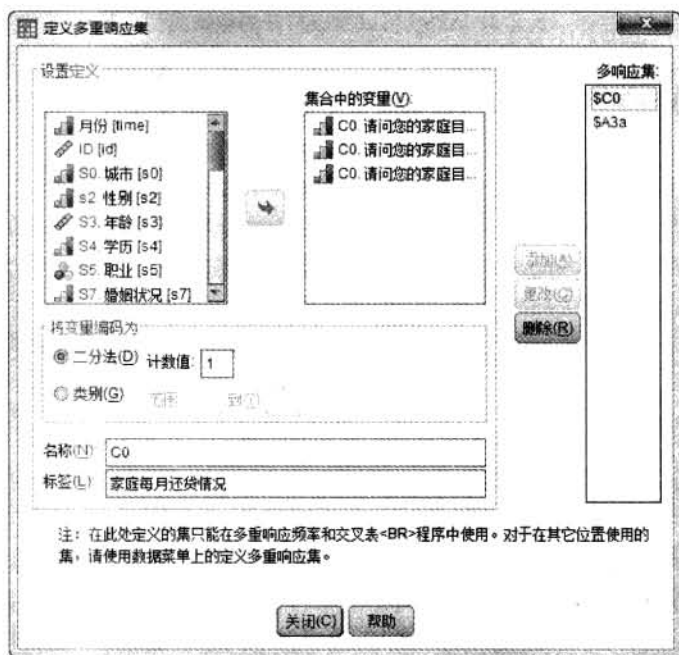 定义多重响应集
设置定义
多响应集:
集合中的变量(V):
月份 [time]
ID [id]
S0. 城市 [s0]
s2 性别 [s2]
S3. 年龄 [s3]
S4 学历 [s4]
S5. 职业 [s5]
S7 婚姻状况 [s7]
C0. 请问您的家庭目...
C0. 请问您的家庭目...
C0. 请问您的家庭目...
$C0
$A3a
添加(A)
更改(C)
删除(R)
将变量编码为
二分法(D) 计数值: 1
类别(G)
名称(N): C0
标签(L): 家庭每月还贷情况
注：在此处定义的集只能在多重响应频率和交叉表<BR>程序中使用。对于在其它位置使用的
集，请使用数据菜单上的定义多重响应集。
关闭(C) 帮助